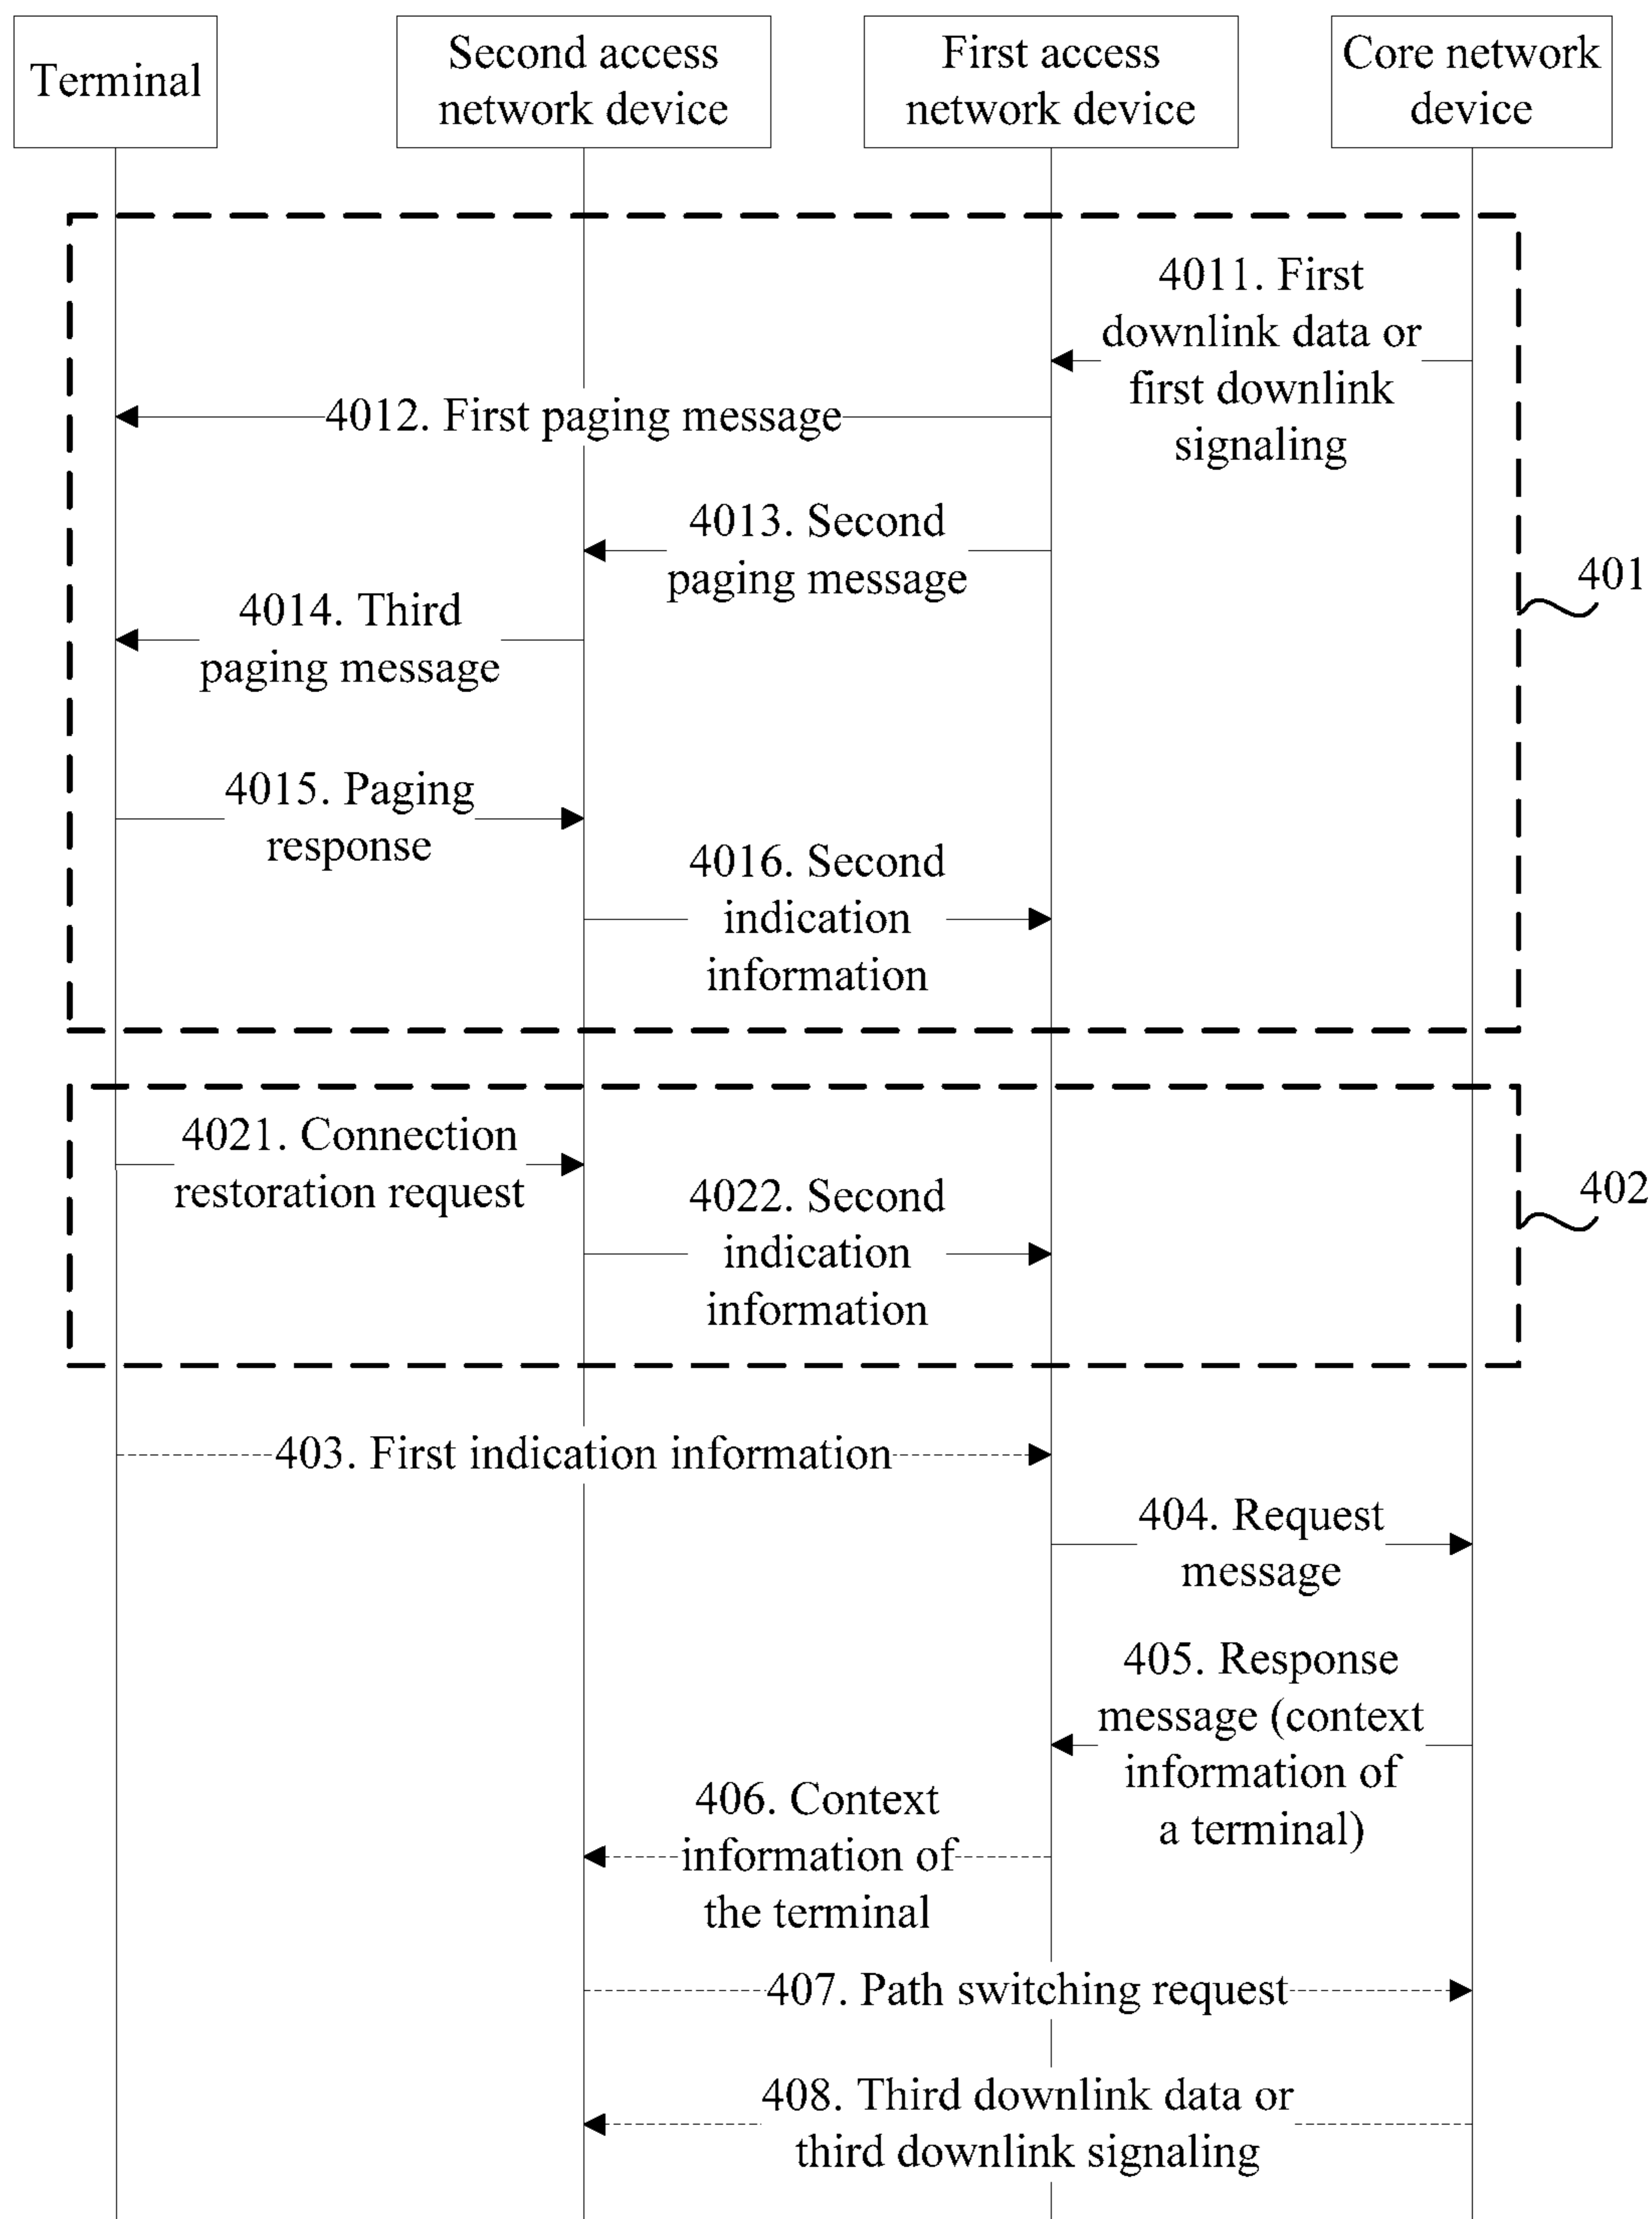 Terminal
Second access
network device
First access
network device
Core network
device
4011. First
downlink data or
first downlink
signaling
4012. First paging message
4013. Second
paging message
401
4014. Third
paging message
4015. Paging
response
4016. Second
indication
information
4021. Connection
restoration request
402
4022. Second
indication
information
403. First indication information
404. Request
message
405. Response
message (context
information of
a terminal)
406. Context
information of
the terminal
407. Path switching request
408. Third downlink data or
third downlink signaling